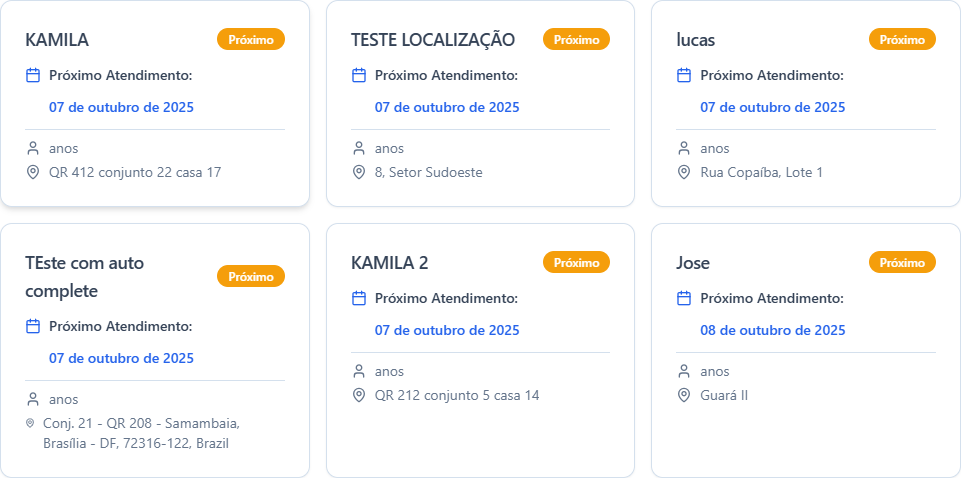 KAMILA
Próximo
Próximo Atendimento:
07 de outubro de 2025
anos
QR 412 conjunto 22 casa 17
TESTE LOCALIZAÇÃO
Próximo
Próximo Atendimento:
07 de outubro de 2025
anos
8, Setor Sudoeste
lucas
Próximo
Próximo Atendimento:
07 de outubro de 2025
anos
Rua Copaíba, Lote 1
TEste com auto
complete
Próximo
Próximo Atendimento:
07 de outubro de 2025
anos
Conj. 21 - QR 208 - Samambaia,
Brasília - DF, 72316-122, Brazil
KAMILA 2
Próximo
Próximo Atendimento:
07 de outubro de 2025
anos
QR 212 conjunto 5 casa 14
Jose
Próximo
Próximo Atendimento:
08 de outubro de 2025
anos
Guará II